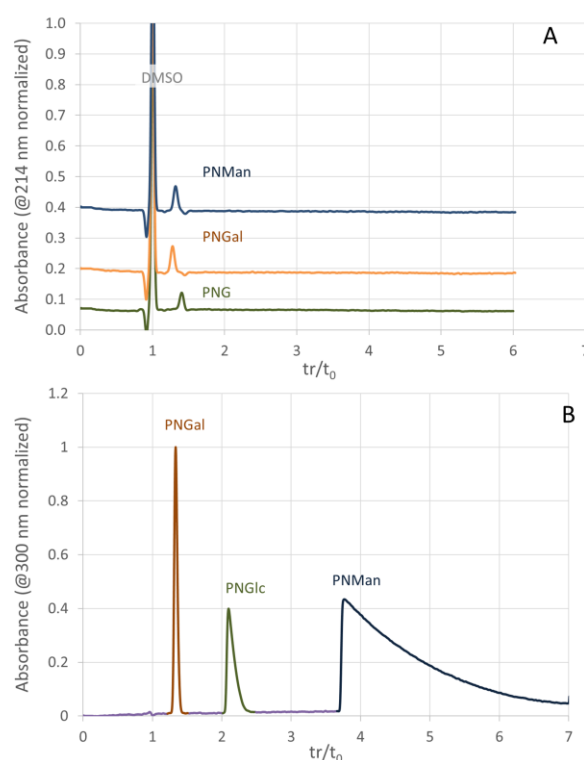 A
Absorbance (@214 nm normalized)
1.0
0.9
0.8
0.7
0.6
0.5
0.4
0.3
0.2
0.1
0.0
DMSO
PNMan
PNGal
PNG
0 1 2 3 4 5 6 7
tr/t₀
B
Absorbance (@300 nm normalized)
1.2
1
0.8
0.6
0.4
0.2
0
PNGal
PNGlc
PNMan
0 1 2 3 4 5 6 7
tr/t₀